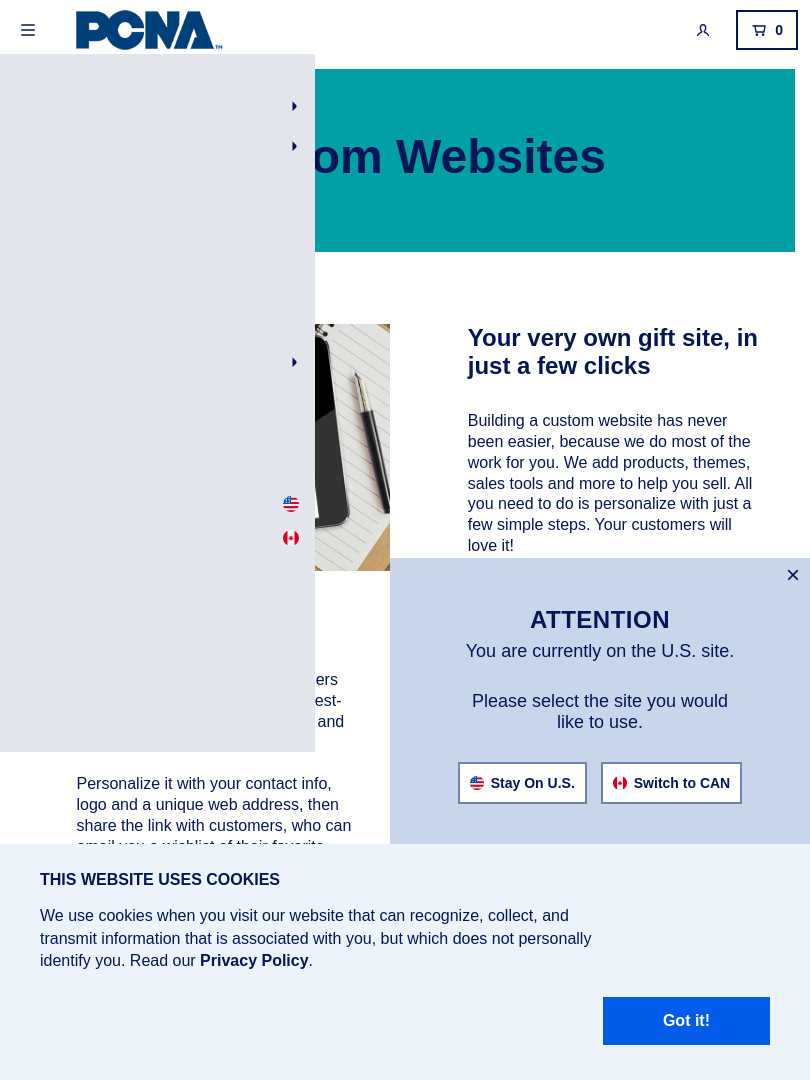 PCNA™
0
om Websites
Your very own gift site, in
just a few clicks
Building a custom website has never
been easier, because we do most of the
work for you. We add products, themes,
sales tools and more to help you sell. All
you need to do is personalize with just a
few simple steps. Your customers will
love it!
ers
est-
and
Personalize it with your contact info,
logo and a unique web address, then
share the link with customers, who can
email you a wishlist of their favorite
ATTENTION
You are currently on the U.S. site.
Please select the site you would
like to use.
Stay On U.S.
Switch to CAN
THIS WEBSITE USES COOKIES
We use cookies when you visit our website that can recognize, collect, and
transmit information that is associated with you, but which does not personally
identify you. Read our Privacy Policy.
Got it!